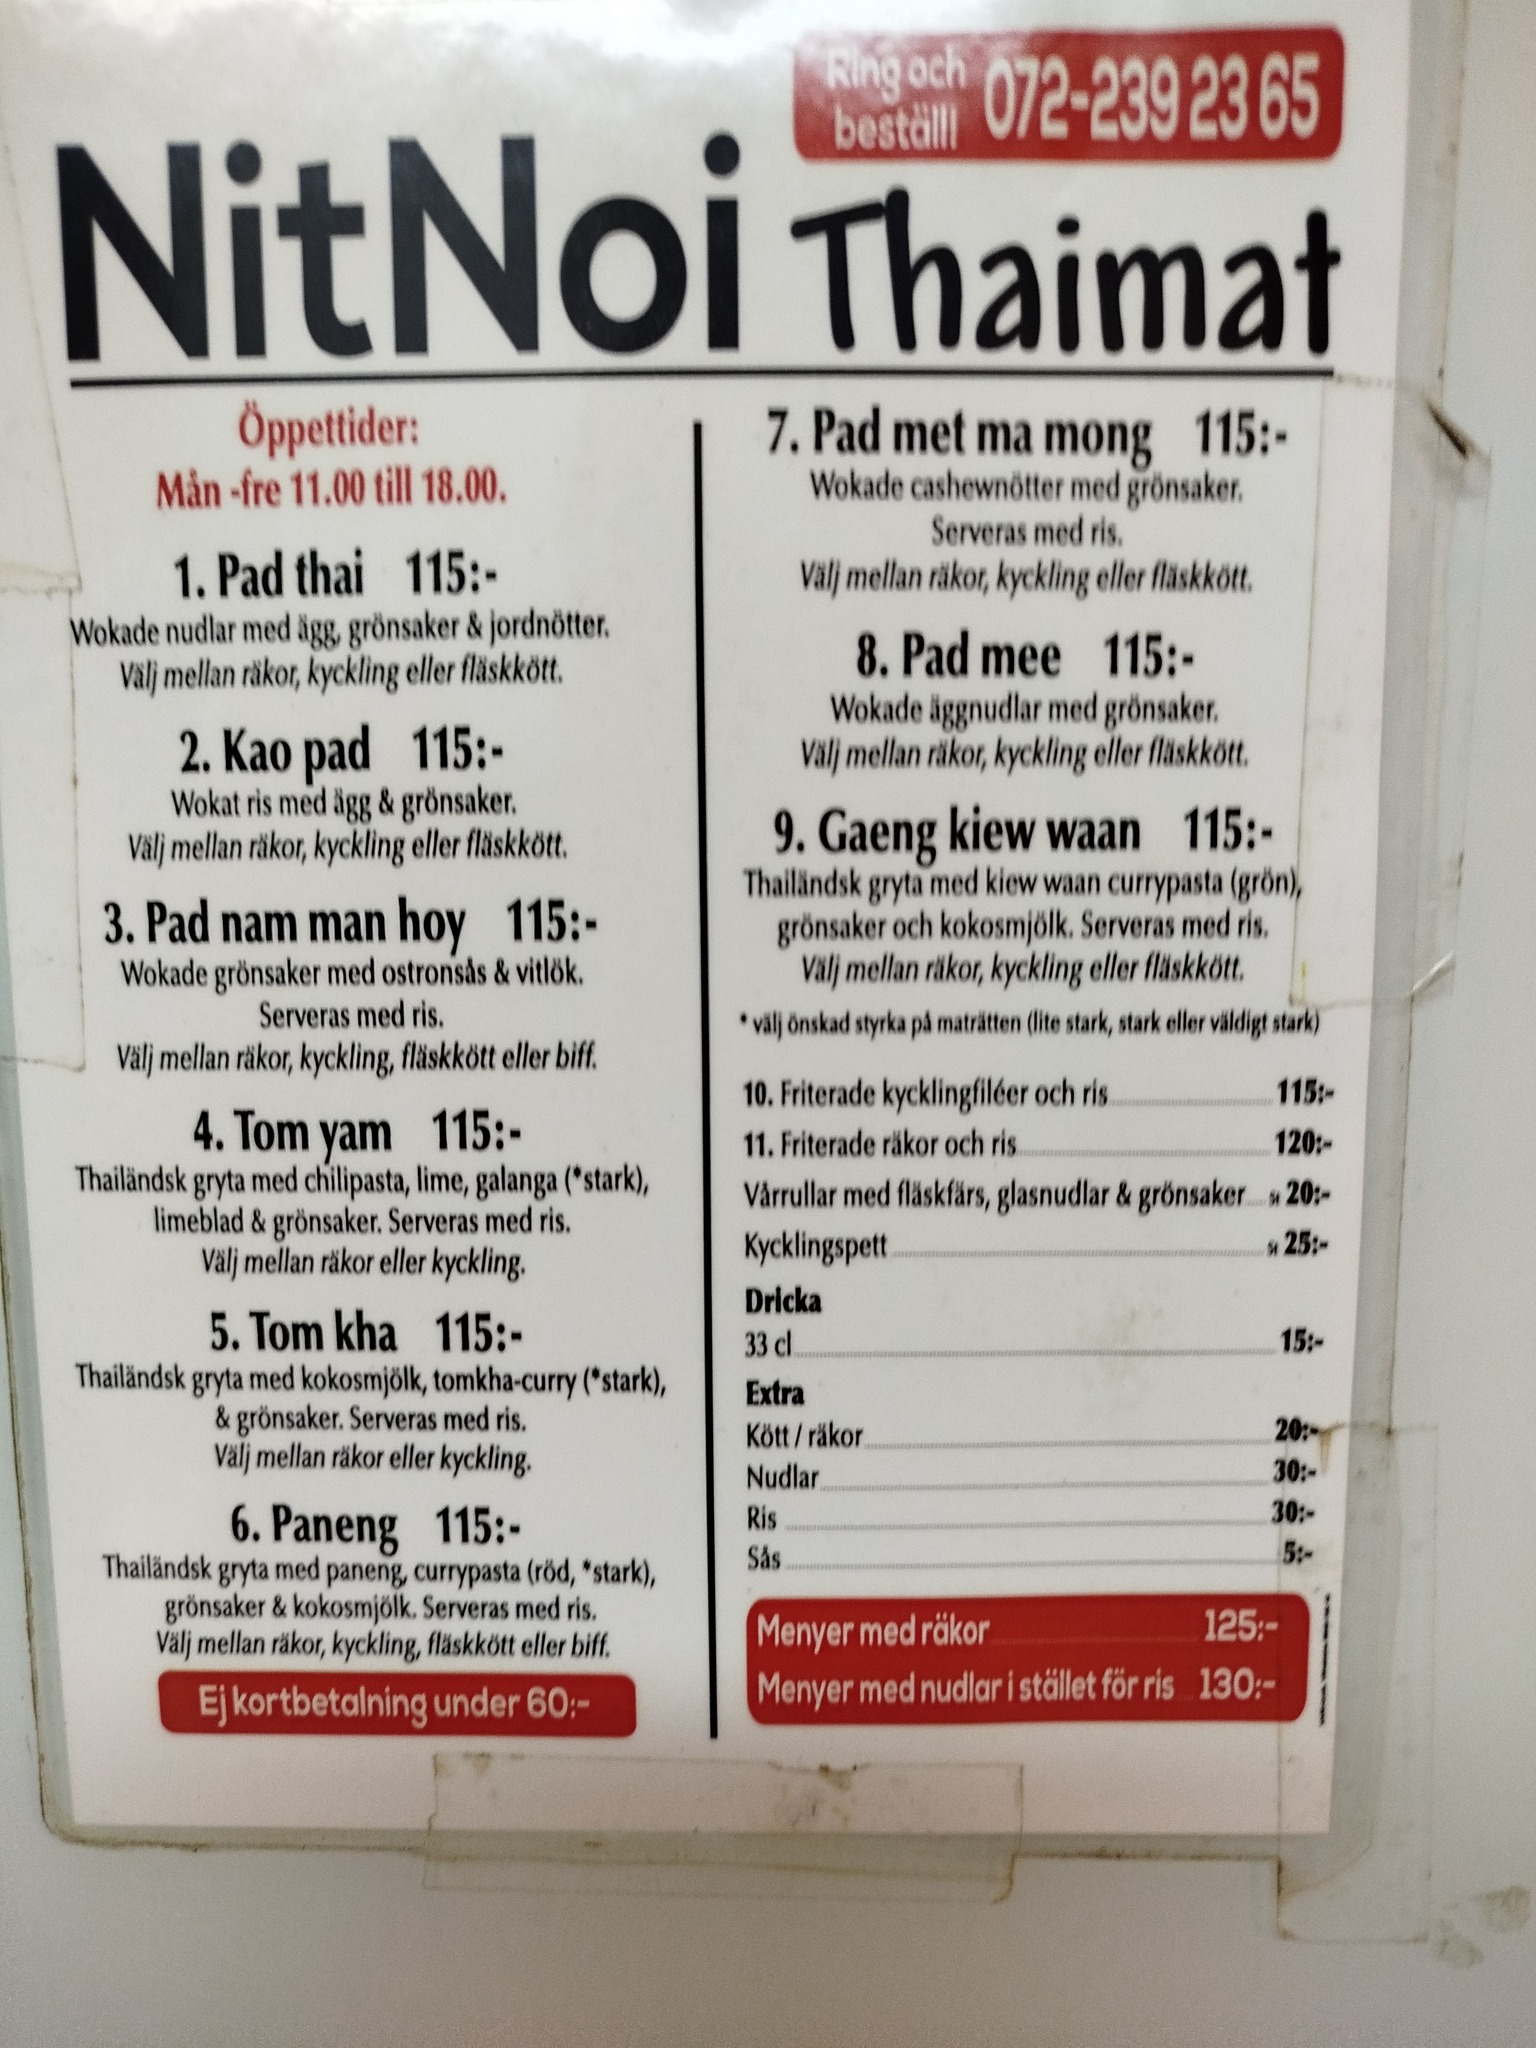 Ring och
beställ!
072-239 23 65
NitNoi Thaimat
Öppettider:
Mån -fre 11.00 till 18.00.
1. Pad thai 115:-
Wokade nudlar med ägg, grönsaker & jordnötter.
Välj mellan räkor, kyckling eller fläskkött.
2. Kao pad 115:-
Wokat ris med ägg & grönsaker.
Välj mellan räkor, kyckling eller fläskkött.
3. Pad nam man hoy 115:-
Wokade grönsaker med ostronsås & vitlök.
Serveras med ris.
Välj mellan räkor, kyckling, fläskkött eller biff.
4. Tom yam 115:-
Thailändsk gryta med chilipasta, lime, galanga (*stark),
limeblad & grönsaker. Serveras med ris.
Välj mellan räkor eller kyckling.
5. Tom kha 115:-
Thailändsk gryta med kokosmjölk, tomkha-curry (*stark),
& grönsaker. Serveras med ris.
Välj mellan räkor eller kyckling.
6. Paneng 115:-
Thailändsk gryta med paneng, currypasta (röd, *stark),
grönsaker & kokosmjölk. Serveras med ris.
Välj mellan räkor, kyckling, fläskkött eller biff.
Ej kortbetalning under 60:-
7. Pad met ma mong 115:-
Wokade cashewnötter med grönsaker.
Serveras med ris.
Välj mellan räkor, kyckling eller fläskkött.
8. Pad mee 115:-
Wokade äggnudlar med grönsaker.
Välj mellan räkor, kyckling eller fläskkött.
9. Gaeng kiew waan 115:-
Thailändsk gryta med kiew waan currypasta (grön),
grönsaker och kokosmjölk. Serveras med ris.
Välj mellan räkor, kyckling eller fläskkött.
* välj önskad styrka på maträtten (lite stark, stark eller väldigt stark)
10. Friterade kycklingfiléer och ris 115:-
11. Friterade räkor och ris 120:-
Vårrullar med fläskfärs, glasnudlar & grönsaker st 20:-
Kycklingspett st 25:-
Dricka
33 cl 15:-
Extra
Kött / räkor 20:-
Nudlar 30:-
Ris 30:-
Sås 5:-
Menyer med räkor 125:-
Menyer med nudlar i stället för ris 130:-